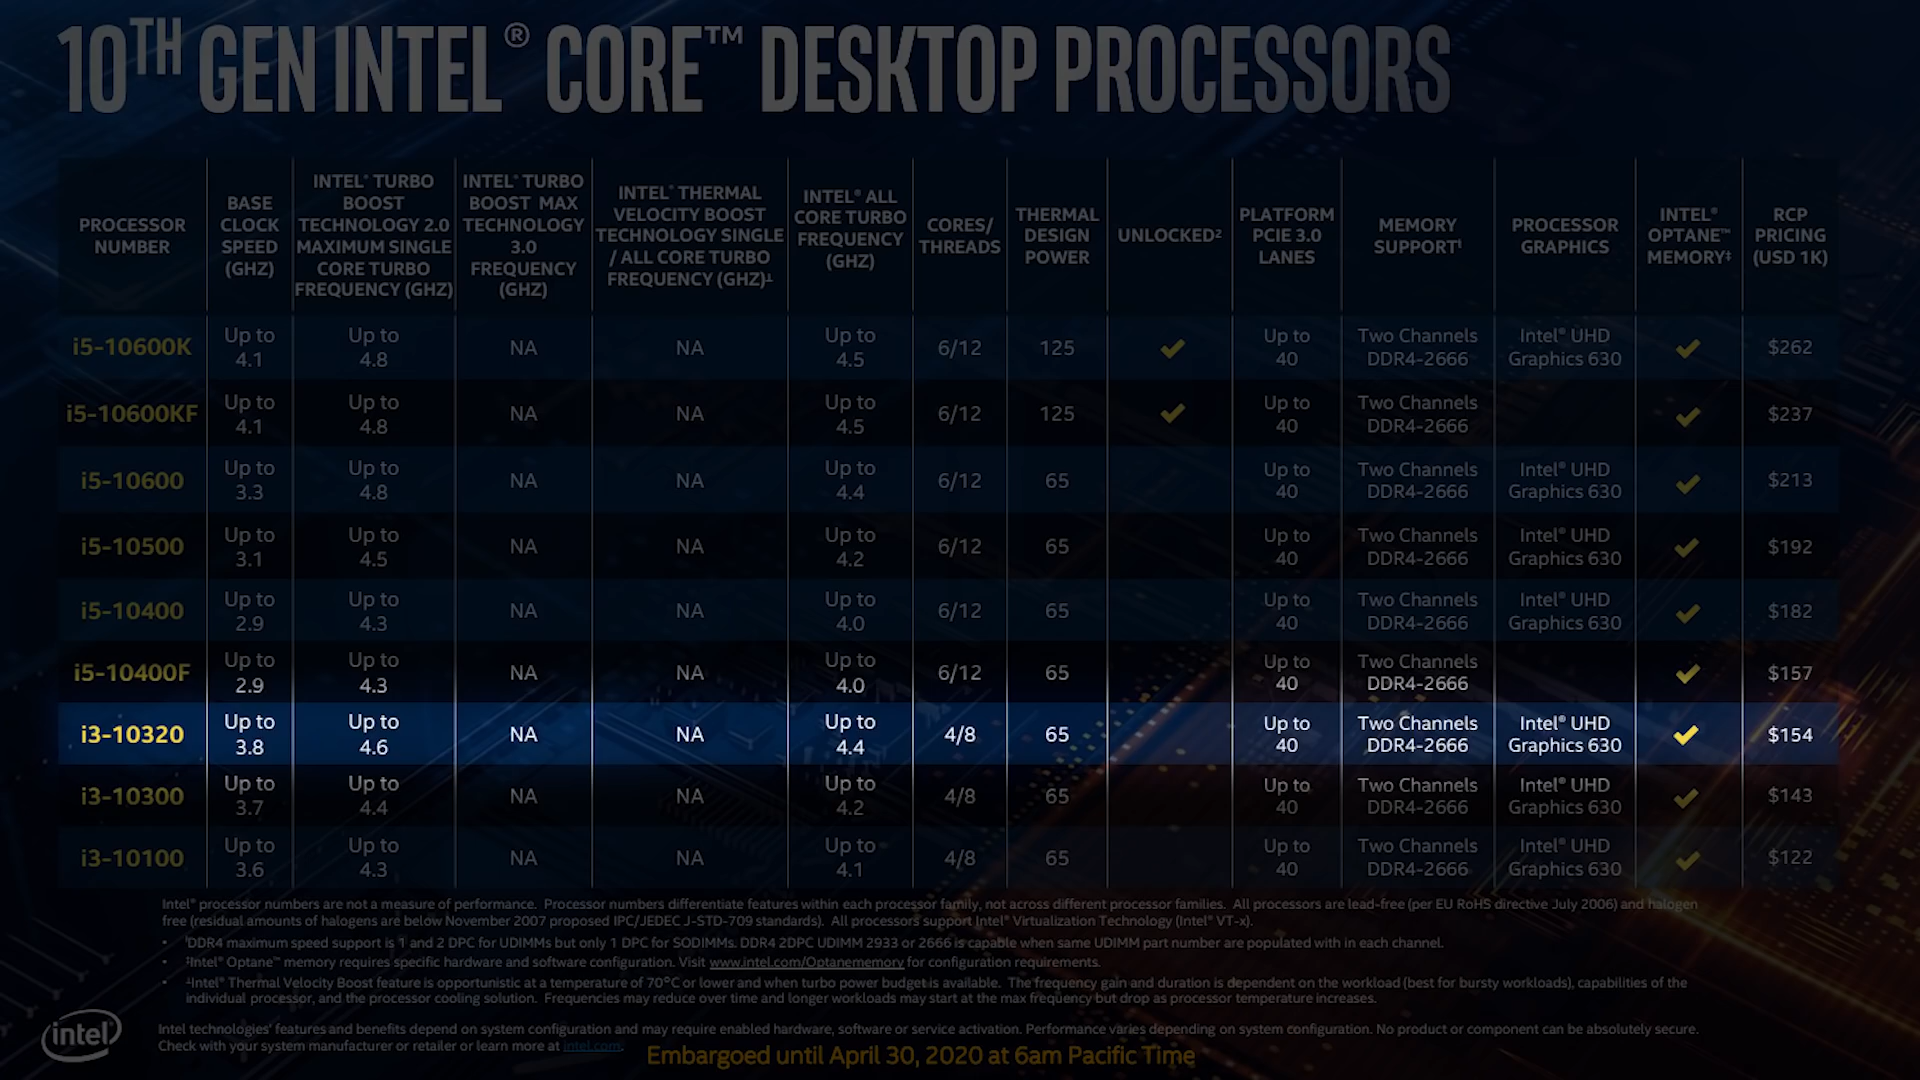 10TH GEN INTEL® CORE™ DESKTOP PROCESSORS
PROCESSOR NUMBER | BASE CLOCK SPEED (GHZ) | INTEL® TURBO BOOST TECHNOLOGY 2.0 MAXIMUM SINGLE CORE TURBO FREQUENCY (GHZ) | INTEL® TURBO BOOST MAX TECHNOLOGY 3.0 FREQUENCY (GHZ) | INTEL® THERMAL VELOCITY BOOST TECHNOLOGY SINGLE / ALL CORE TURBO FREQUENCY (GHZ)┴ | INTEL® ALL CORE TURBO FREQUENCY (GHZ) | CORES/ THREADS | THERMAL DESIGN POWER | UNLOCKED² | PLATFORM PCIE 3.0 LANES | MEMORY SUPPORT¹ | PROCESSOR GRAPHICS | INTEL® OPTANE™ MEMORY‡ | RCP PRICING (USD 1K)
i5-10600K | Up to 4.1 | Up to 4.8 | NA | NA | Up to 4.5 | 6/12 | 125 | ✔ | Up to 40 | Two Channels DDR4-2666 | Intel® UHD Graphics 630 | ✔ | $262
i5-10600KF | Up to 4.1 | Up to 4.8 | NA | NA | Up to 4.5 | 6/12 | 125 | ✔ | Up to 40 | Two Channels DDR4-2666 | | ✔ | $237
i5-10600 | Up to 3.3 | Up to 4.8 | NA | NA | Up to 4.4 | 6/12 | 65 | | Up to 40 | Two Channels DDR4-2666 | Intel® UHD Graphics 630 | ✔ | $213
i5-10500 | Up to 3.1 | Up to 4.5 | NA | NA | Up to 4.2 | 6/12 | 65 | | Up to 40 | Two Channels DDR4-2666 | Intel® UHD Graphics 630 | ✔ | $192
i5-10400 | Up to 2.9 | Up to 4.3 | NA | NA | Up to 4.0 | 6/12 | 65 | | Up to 40 | Two Channels DDR4-2666 | Intel® UHD Graphics 630 | ✔ | $182
i5-10400F | Up to 2.9 | Up to 4.3 | NA | NA | Up to 4.0 | 6/12 | 65 | | Up to 40 | Two Channels DDR4-2666 | | ✔ | $157
i3-10320 | Up to 3.8 | Up to 4.6 | NA | NA | Up to 4.4 | 4/8 | 65 | | Up to 40 | Two Channels DDR4-2666 | Intel® UHD Graphics 630 | ✔ | $154
i3-10300 | Up to 3.7 | Up to 4.4 | NA | NA | Up to 4.2 | 4/8 | 65 | | Up to 40 | Two Channels DDR4-2666 | Intel® UHD Graphics 630 | ✔ | $143
i3-10100 | Up to 3.6 | Up to 4.3 | NA | NA | Up to 4.1 | 4/8 | 65 | | Up to 40 | Two Channels DDR4-2666 | Intel® UHD Graphics 630 | ✔ | $122
Intel® processor numbers are not a measure of performance. Processor numbers differentiate features within each processor family, not across different processor families. All processors are lead-free (per EU RoHS directive July 2006) and halogen
free (residual amounts of halogens are below November 2007 proposed IPC/JEDEC J-STD-709 standards). All processors support Intel® Virtualization Technology (Intel® VT-x).
• ¹DDR4 maximum speed support is 1 and 2 DPC for UDIMMs but only 1 DPC for SODIMMs. DDR4 2DPC UDIMM 2933 or 2666 is capable when same UDIMM part number are populated with in each channel.
• ‡Intel® Optane™ memory requires specific hardware and software configuration. Visit www.intel.com/Optanememory for configuration requirements.
• ┴Intel® Thermal Velocity Boost feature is opportunistic at a temperature of 70°C or lower and when turbo power budget is available. The frequency gain and duration is dependent on the workload (best for bursty workloads), capabilities of the
individual processor, and the processor cooling solution. Frequencies may reduce over time and longer workloads may start at the max frequency but drop as processor temperature increases.
Intel technologies' features and benefits depend on system configuration and may require enabled hardware, software or service activation. Performance varies depending on system configuration. No product or component can be absolutely secure.
Check with your system manufacturer or retailer or learn more at intel.com.
(intel)
Embargoed until April 30, 2020 at 6am Pacific Time